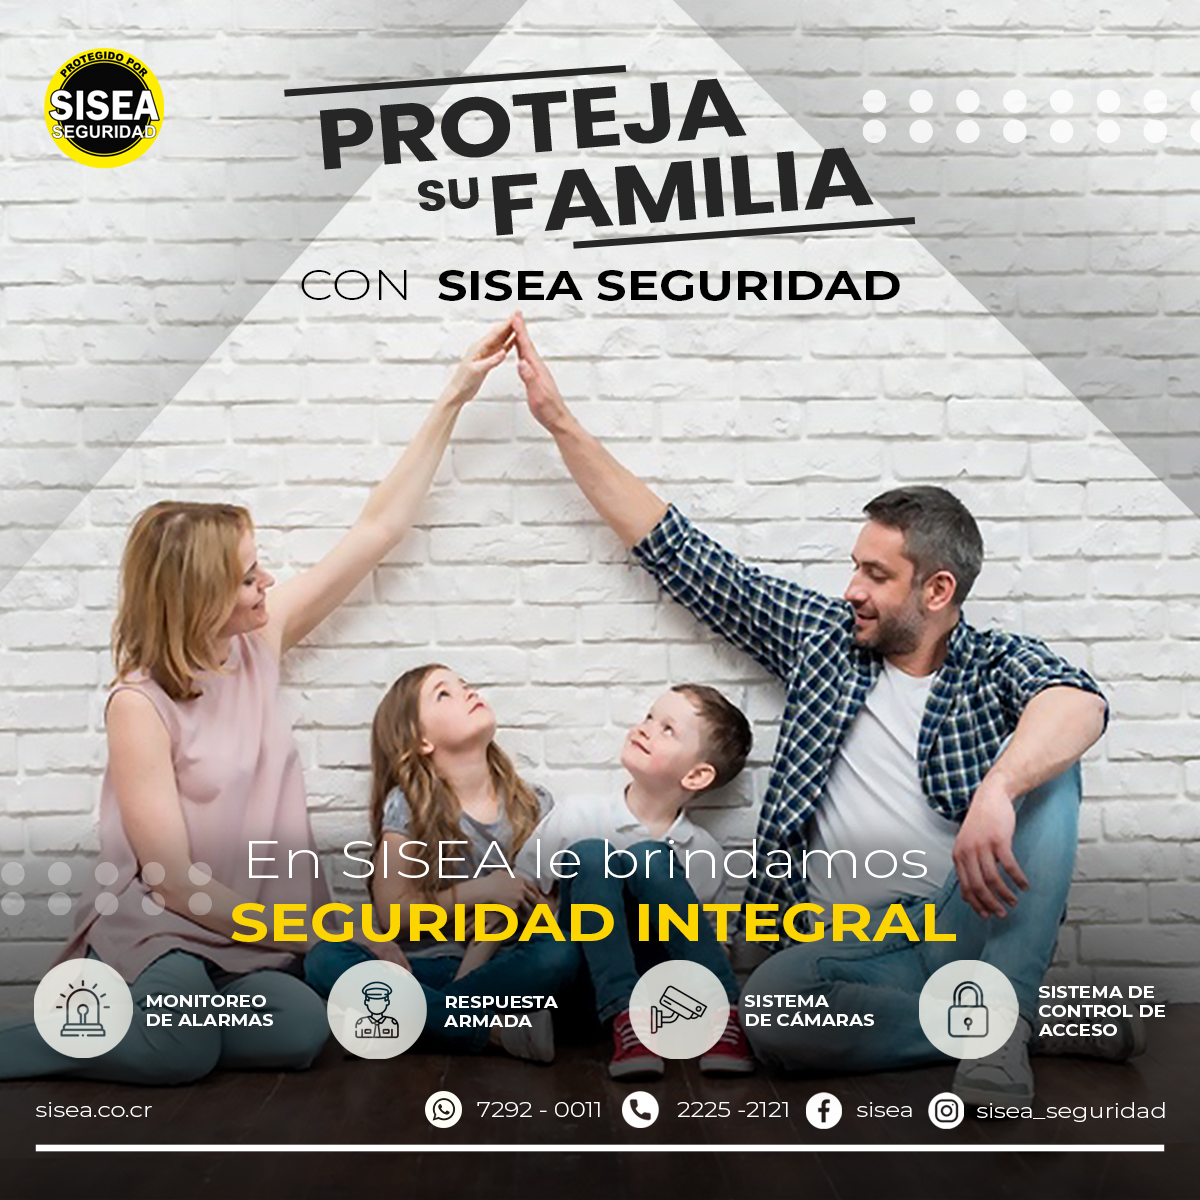 PROTEGIDO POR
SISEA
SEGURIDAD
PROTEJA
SU FAMILIA
CON SISEA SEGURIDAD
En SISEA le brindamos
SEGURIDAD INTEGRAL
MONITOREO
DE ALARMAS
RESPUESTA
ARMADA
SISTEMA
DE CÁMARAS
SISTEMA DE
CONTROL DE
ACCESO
sisea.co.cr
7292 - 0011
2225 -2121
sisea
sisea_seguridad